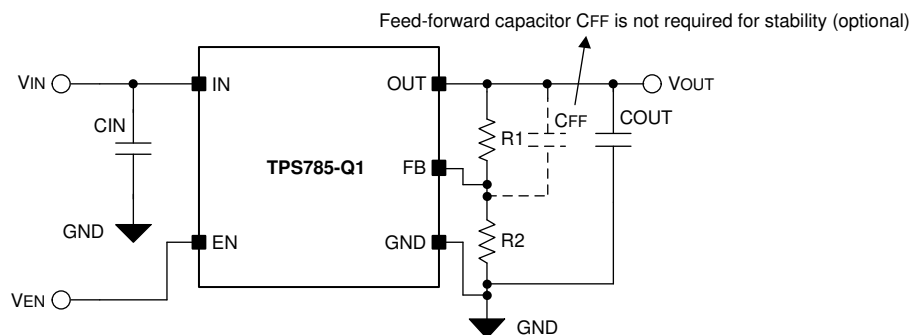 Feed-forward capacitor CFF is not required for stability (optional)
VIN
IN
OUT
VOUT
CIN
R1
CFF
COUT
TPS785-Q1
FB
GND
EN
GND
R2
VEN
GND